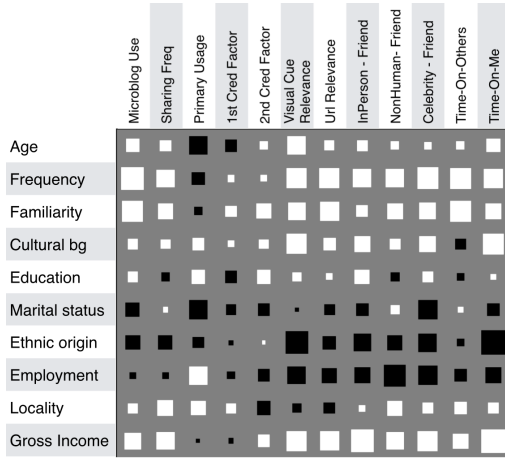 Microblog Use
Sharing Freq
Primary Usage
1st Cred Factor
2nd Cred Factor
Visual Cue
Relevance
Url Relevance
InPerson - Friend
NonHuman- Friend
Celebrity - Friend
Time-On-Others
Time-On-Me
Age
Frequency
Familiarity
Cultural bg
Education
Marital status
Ethnic origin
Employment
Locality
Gross Income